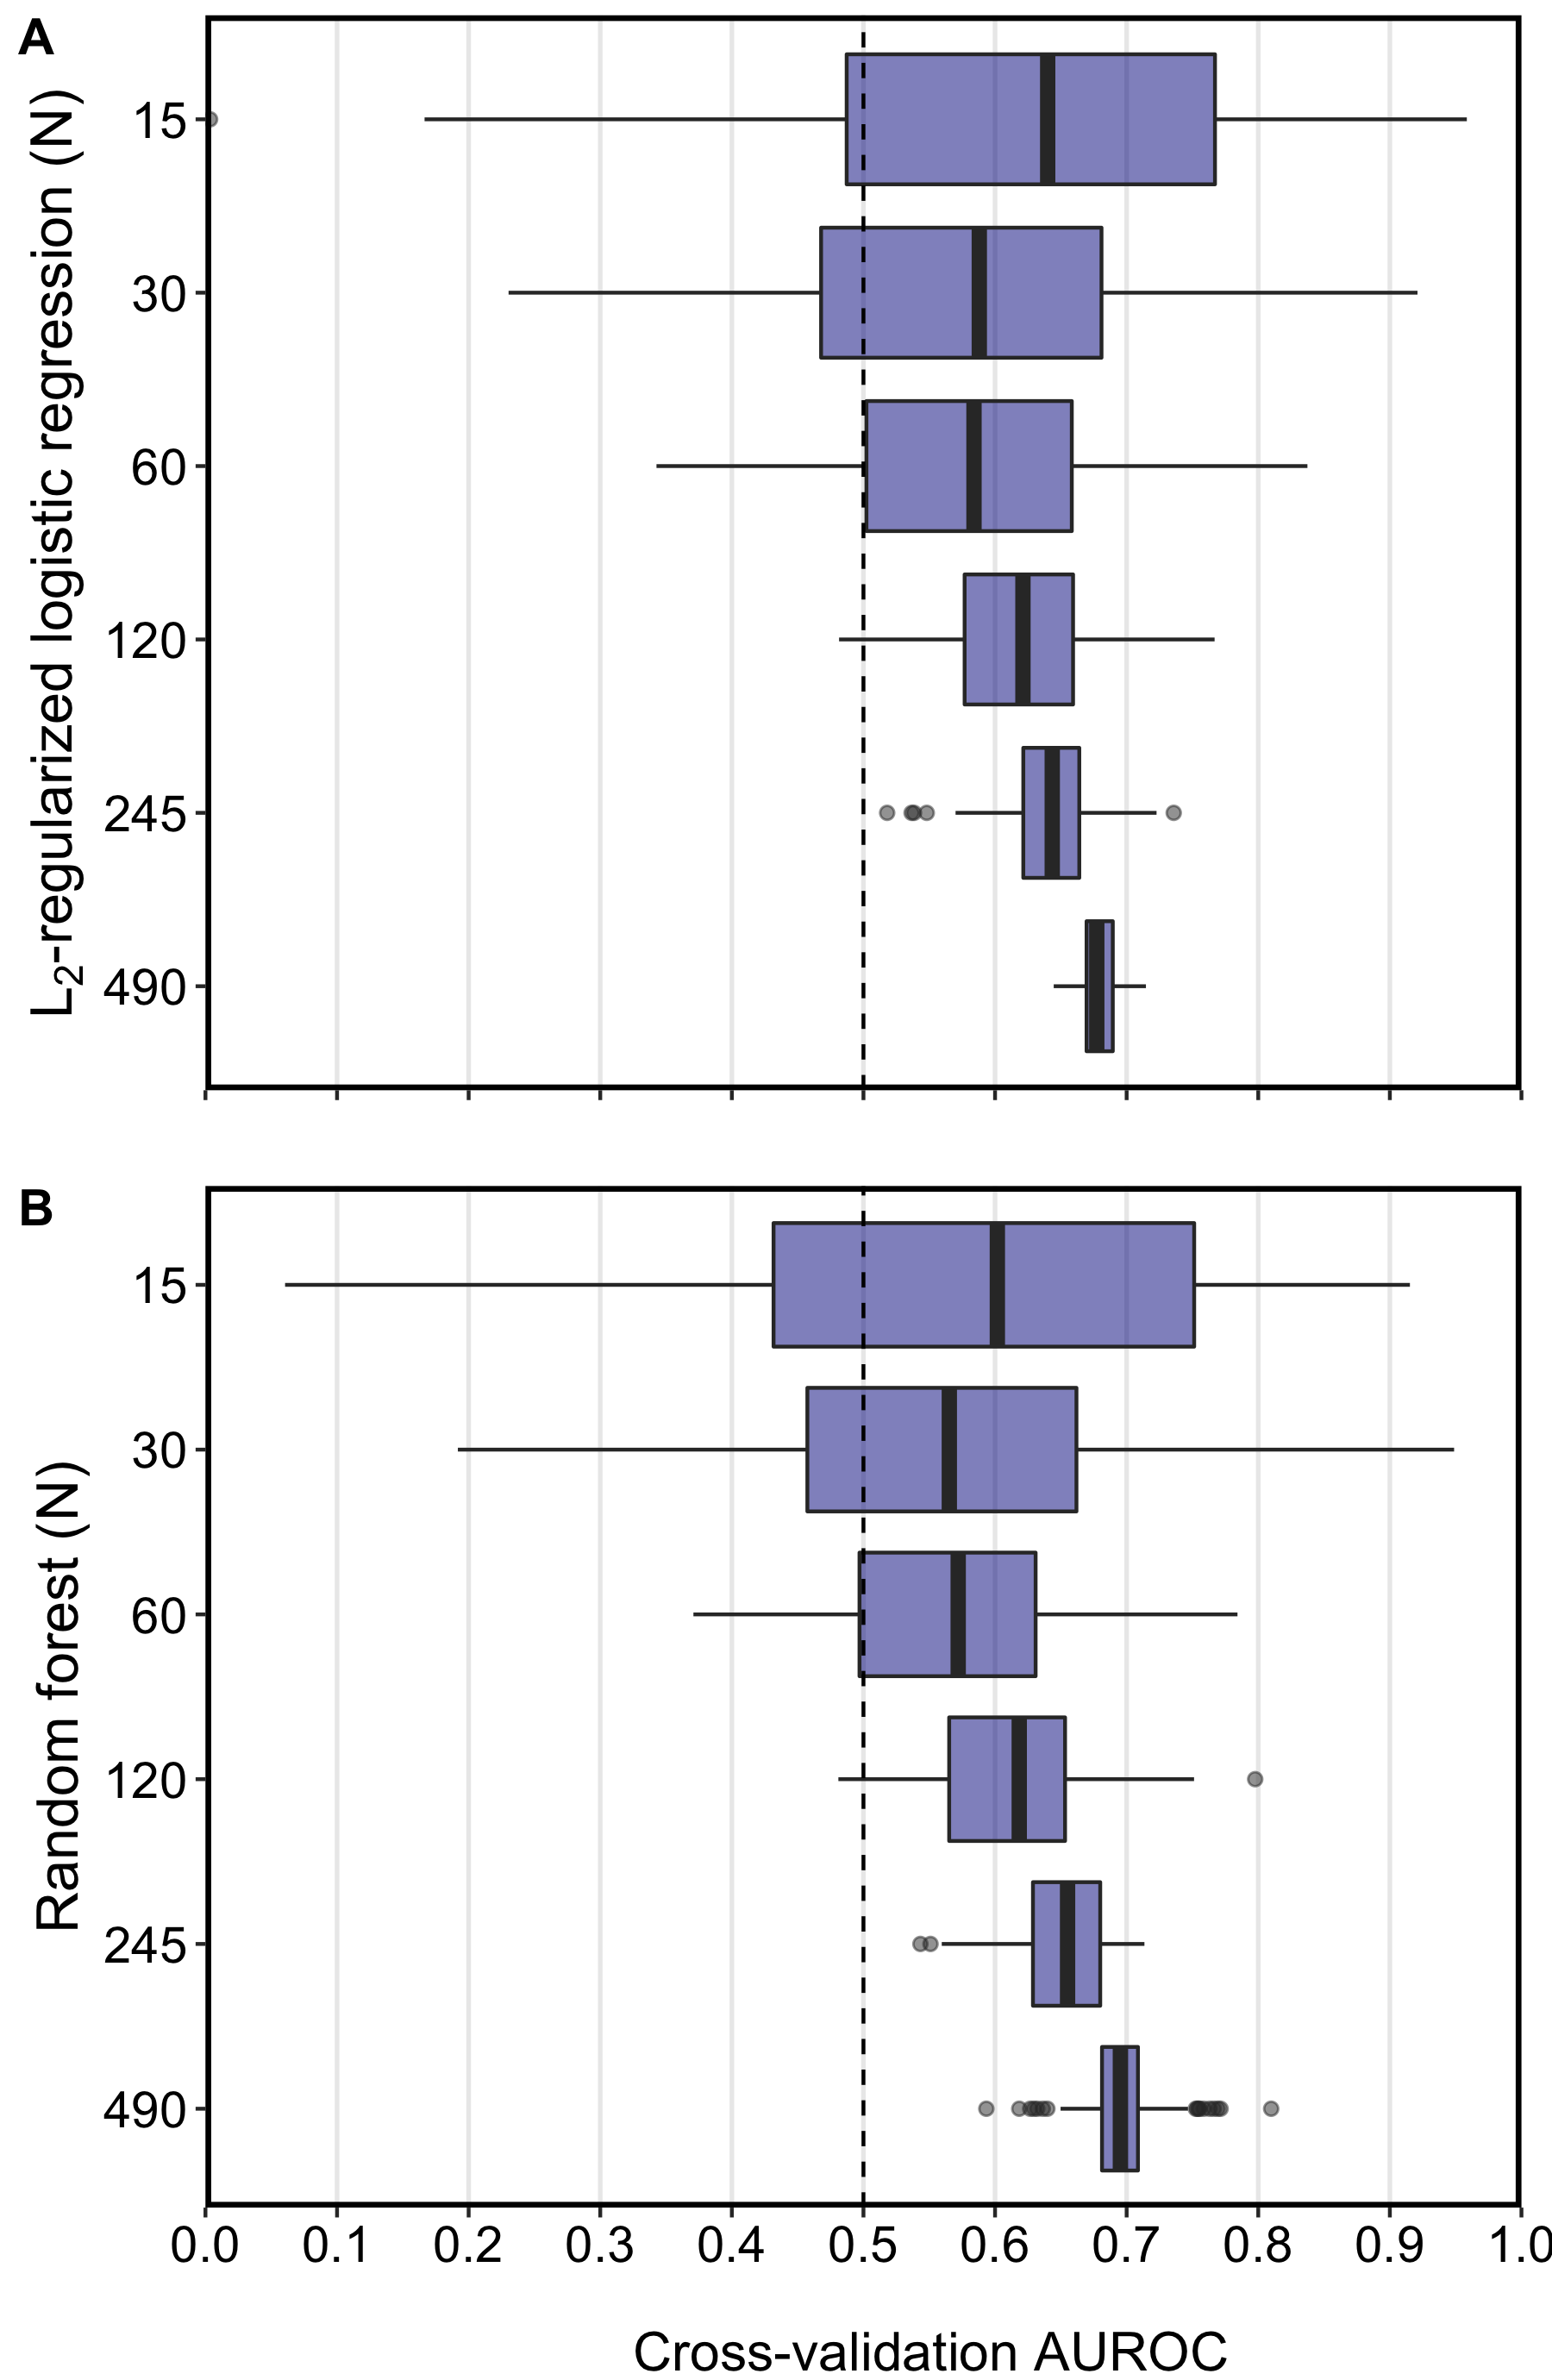 A
L2-regularized logistic regression (N)
15
30
60
120
245
490
B
Random forest (N)
15
30
60
120
245
490
0.0 0.1 0.2 0.3 0.4 0.5 0.6 0.7 0.8 0.9 1.0
Cross-validation AUROC